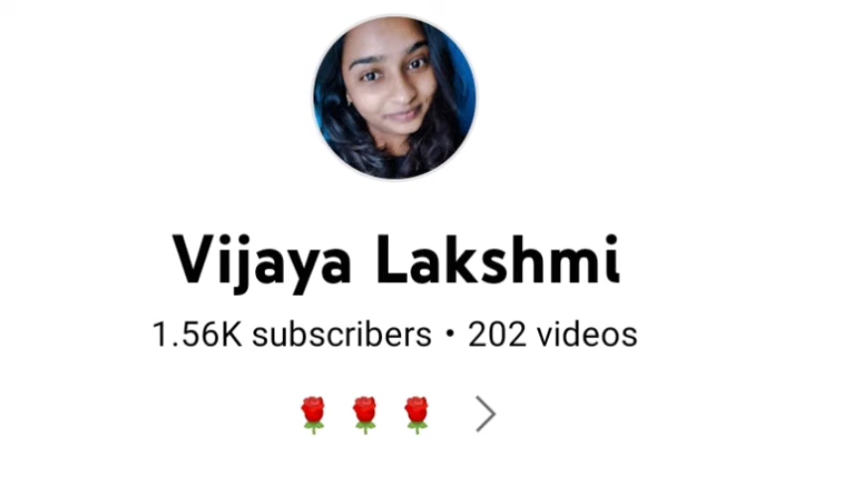 Vijaya Lakshmi
1.56K subscribers • 202 videos
🌹 🌹 🌹 >